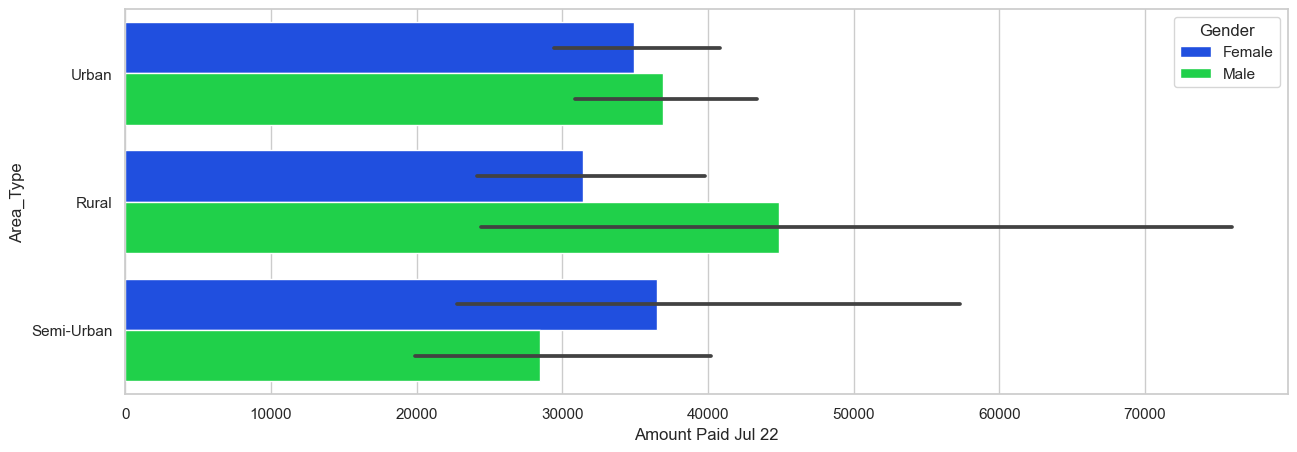 Gender
Female
Male
Urban
Rural
Semi-Urban
Area_Type
0 10000 20000 30000 40000 50000 60000 70000
Amount Paid Jul 22